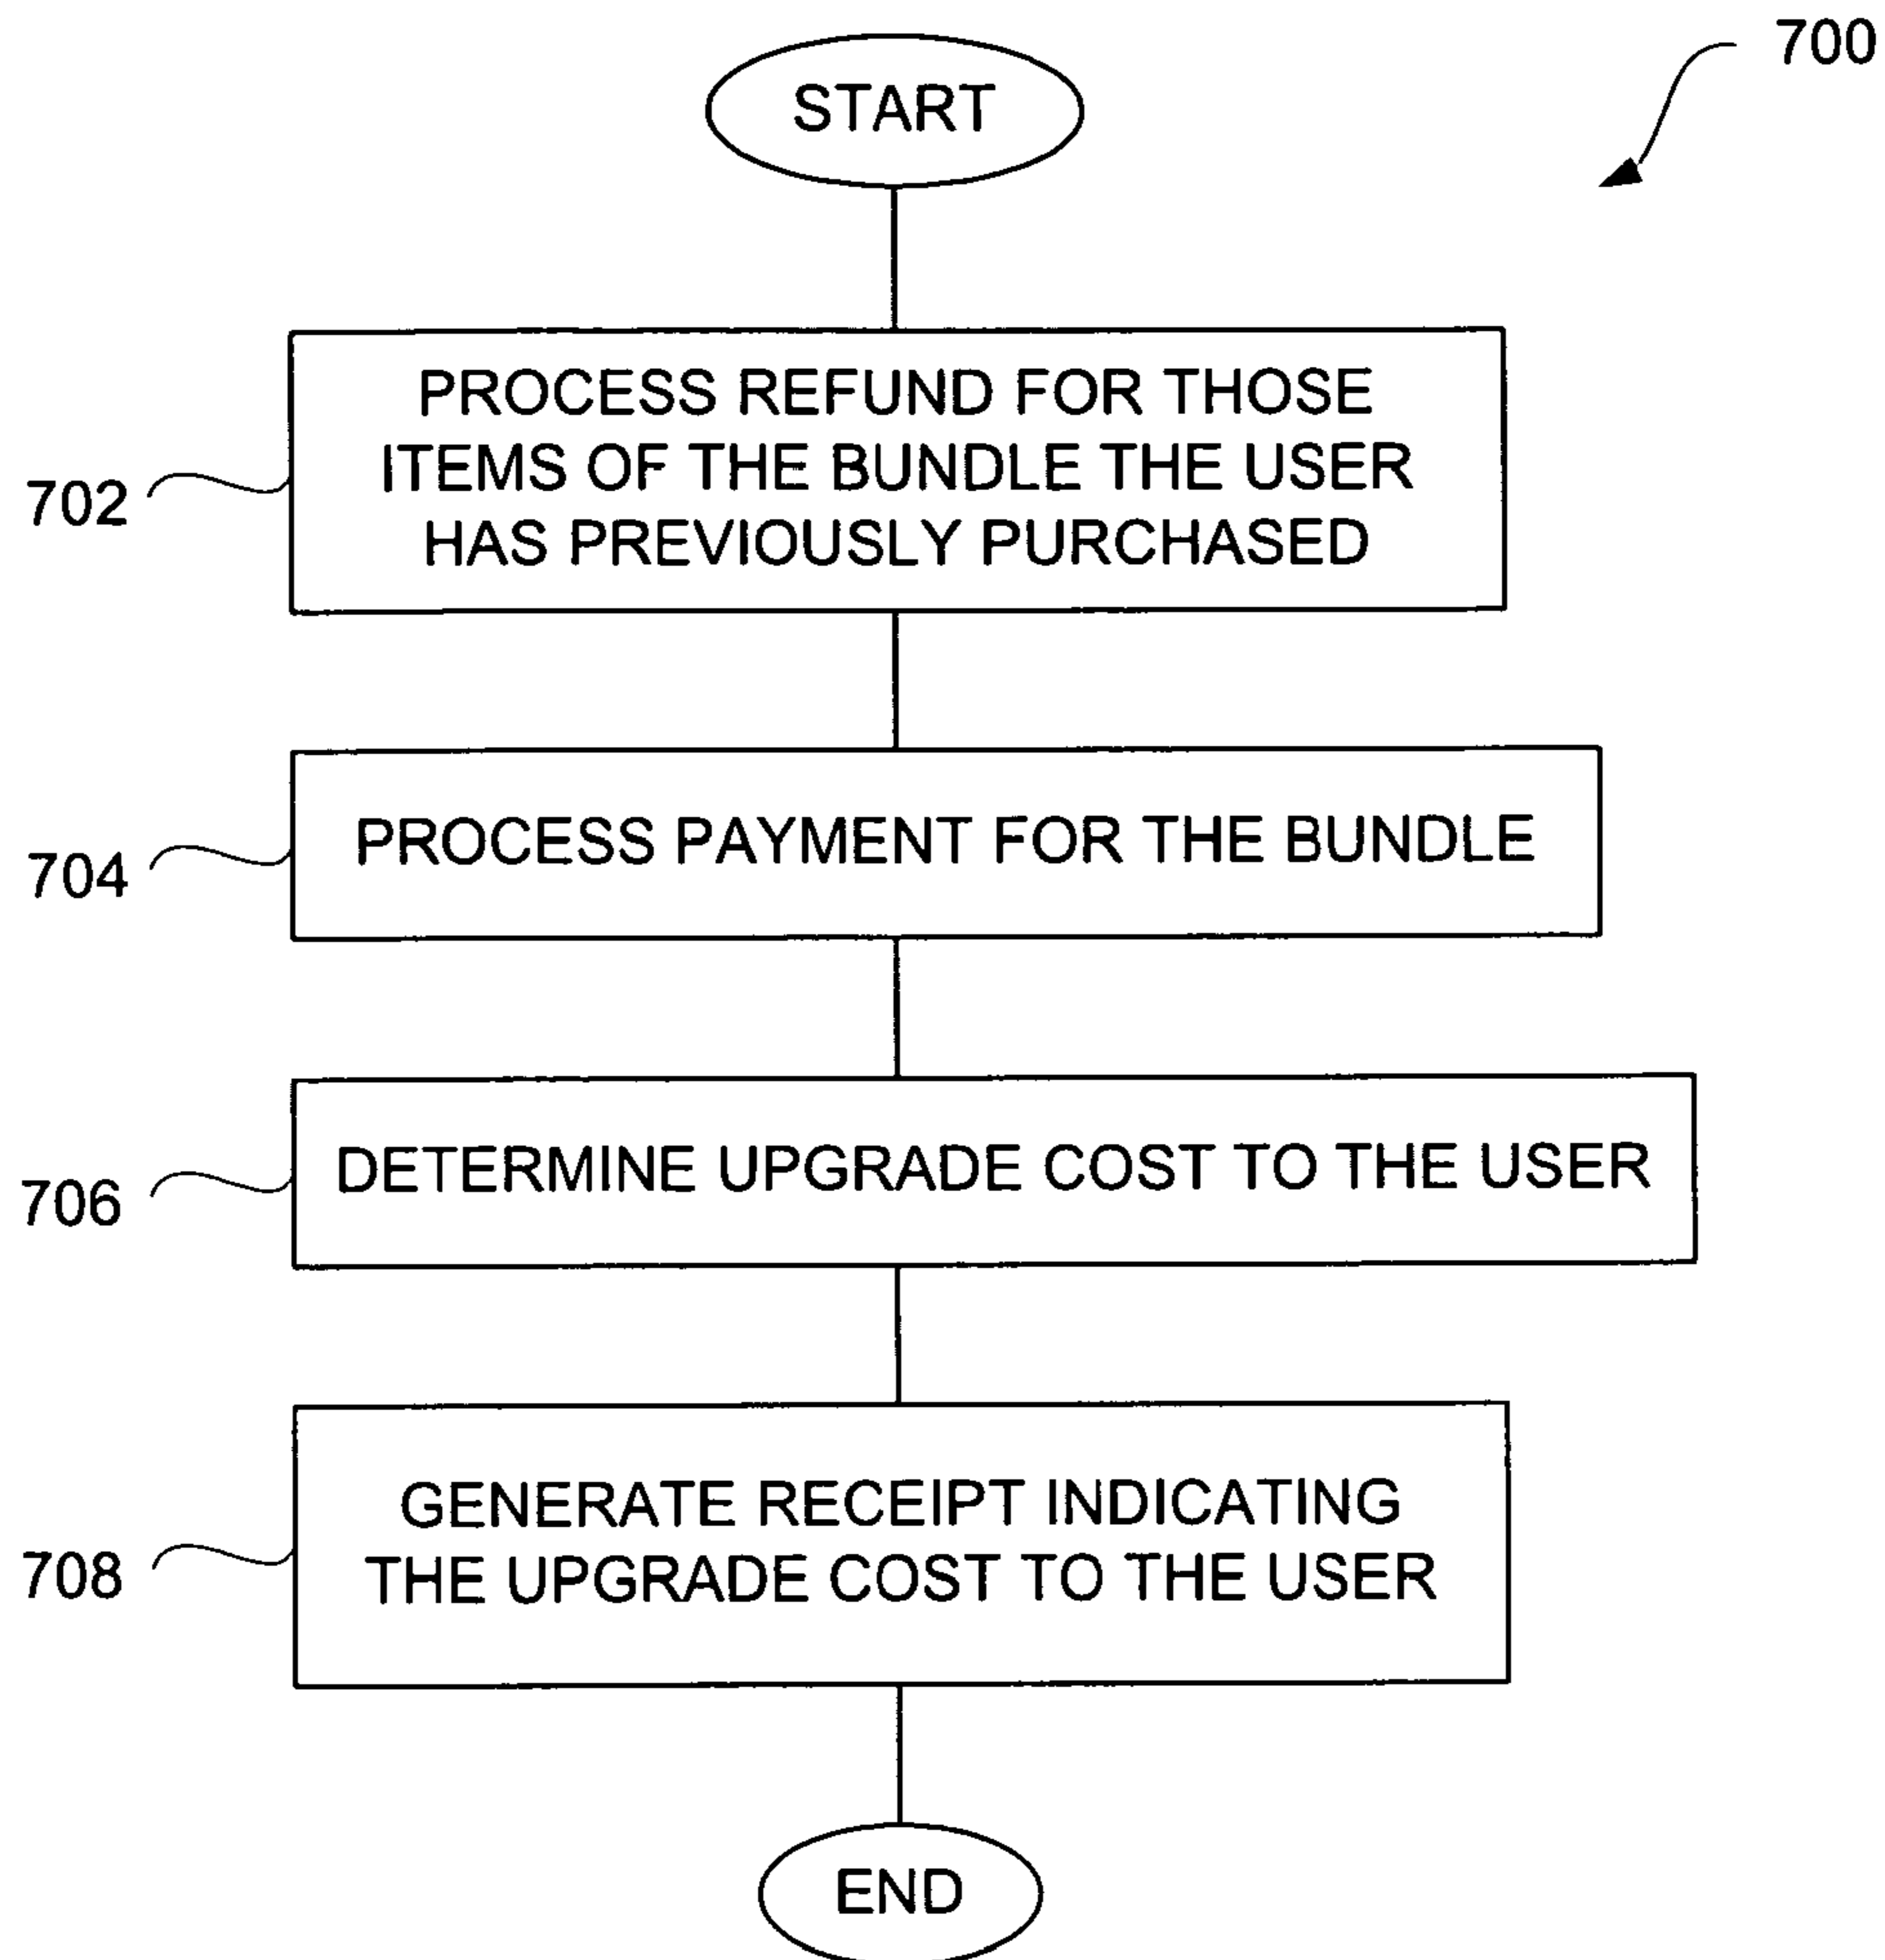 700
START
702
PROCESS REFUND FOR THOSE
ITEMS OF THE BUNDLE THE USER
HAS PREVIOUSLY PURCHASED
704
PROCESS PAYMENT FOR THE BUNDLE
706
DETERMINE UPGRADE COST TO THE USER
708
GENERATE RECEIPT INDICATING
THE UPGRADE COST TO THE USER
END